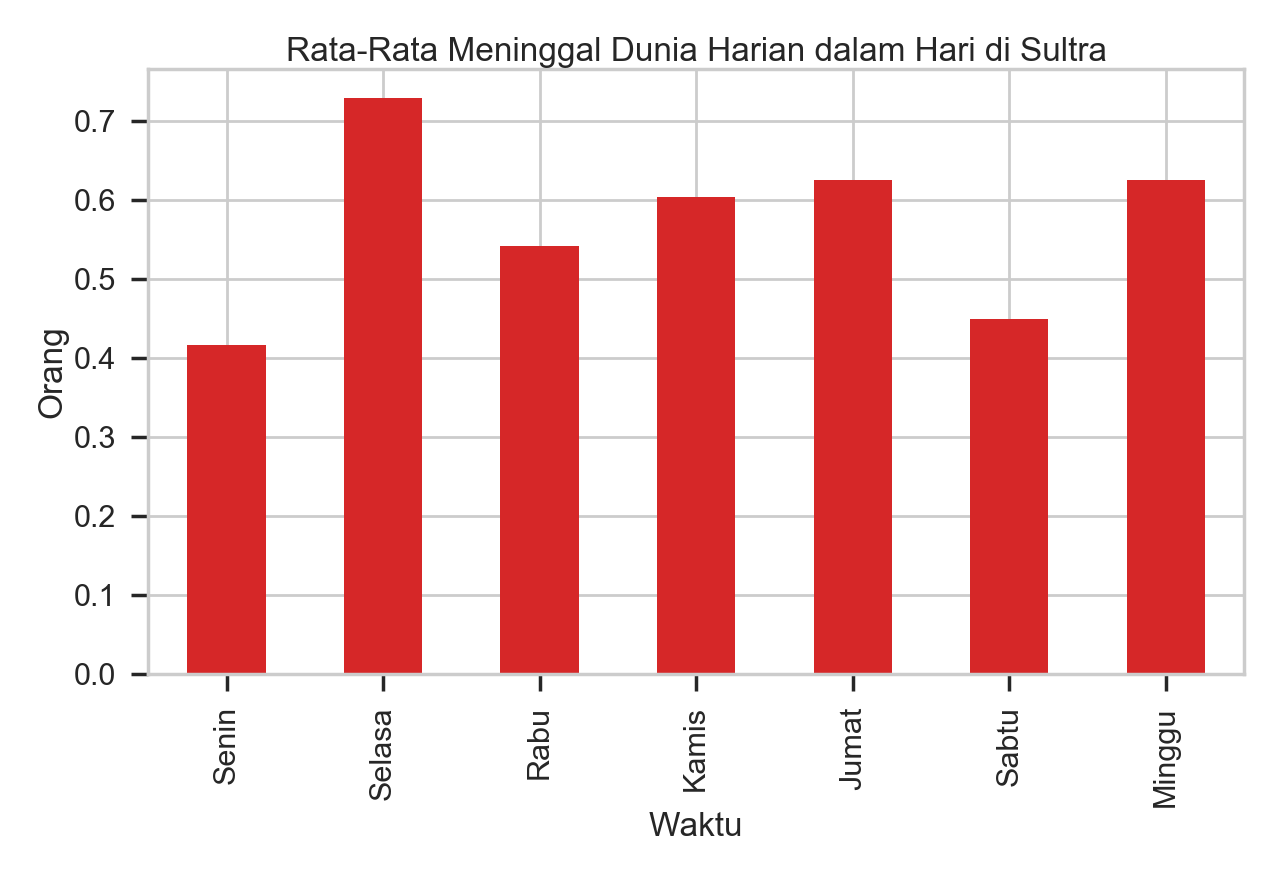 Rata-Rata Meninggal Dunia Harian dalam Hari di Sultra
Orang
0.7
0.6
0.5
0.4
0.3
0.2
0.1
0.0
Senin
Selasa
Rabu
Kamis
Jumat
Sabtu
Minggu
Waktu